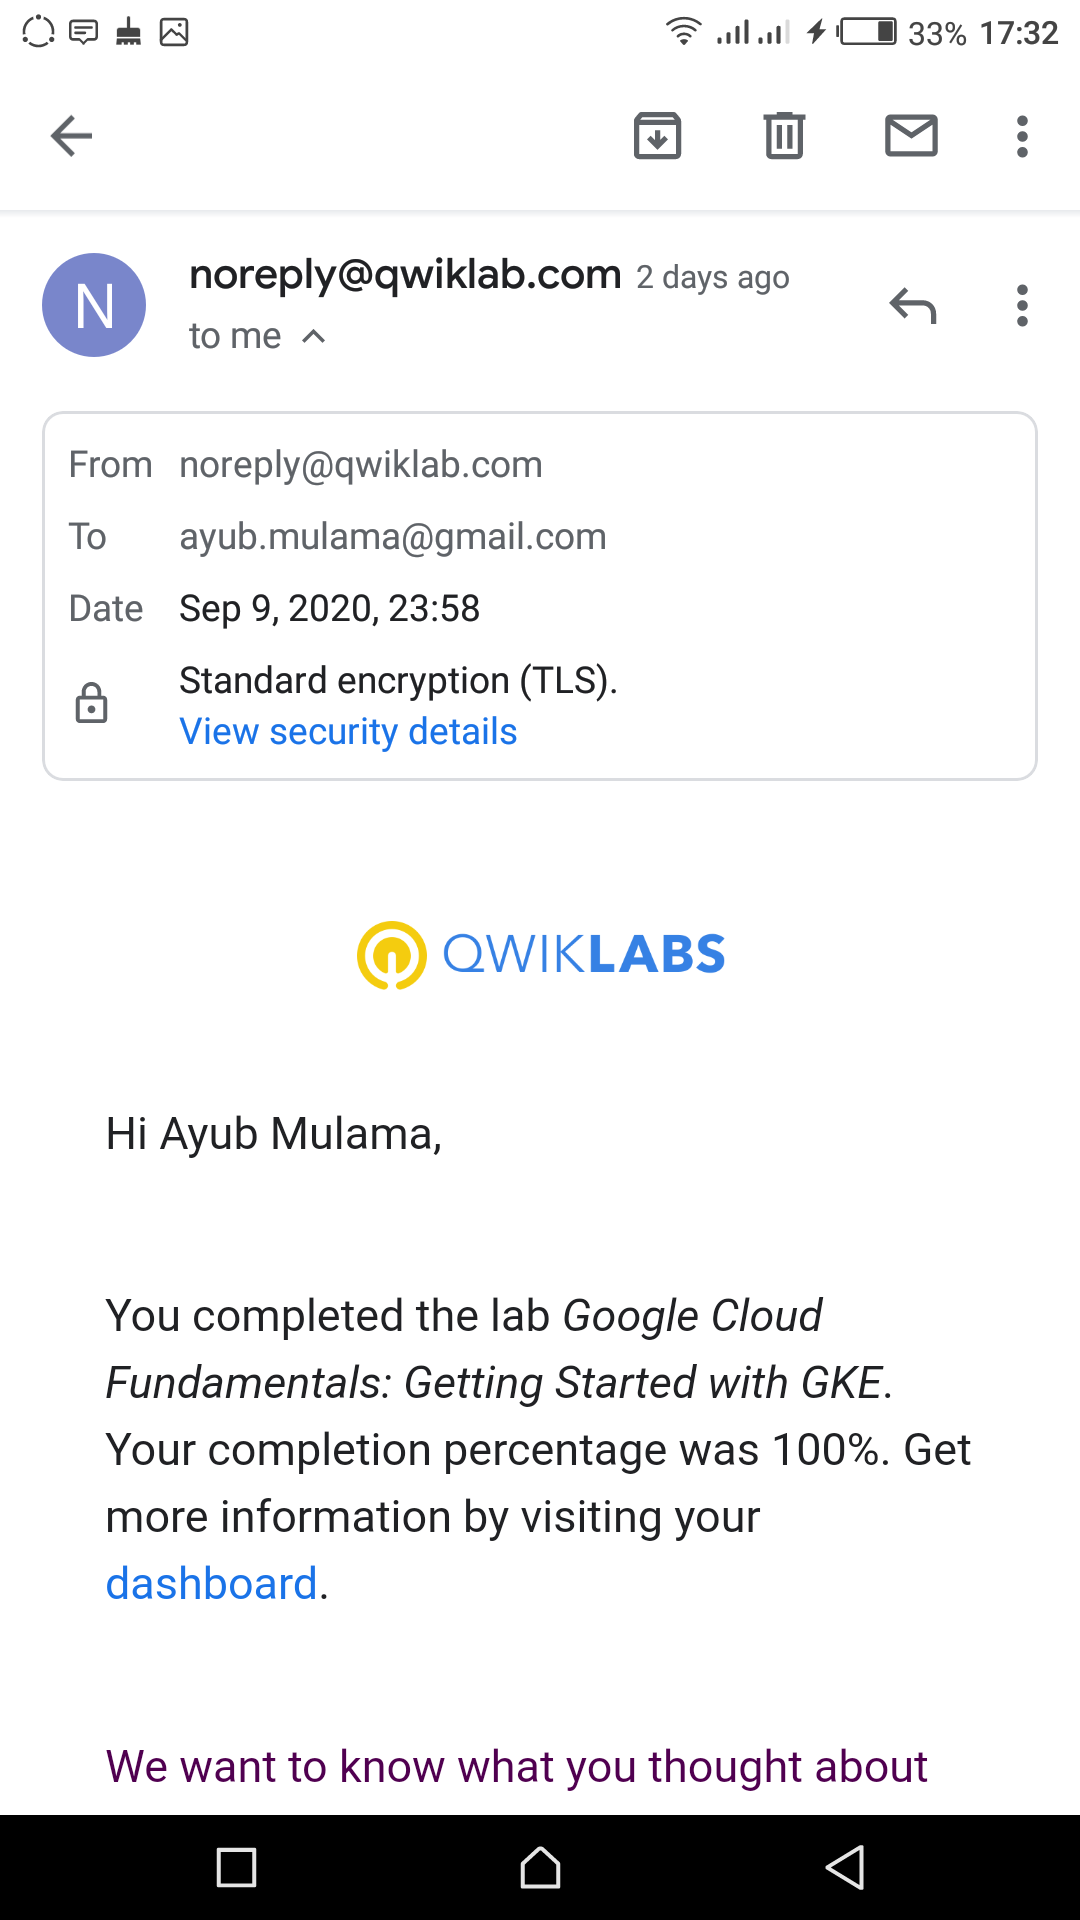 33% 17:32
noreply@qwiklab.com 2 days ago
N
to me
From noreply@qwiklab.com
To ayub.mulama@gmail.com
Date Sep 9, 2020, 23:58
Standard encryption (TLS).
View security details
QWIKLABS
Hi Ayub Mulama,
You completed the lab Google Cloud
Fundamentals: Getting Started with GKE.
Your completion percentage was 100%. Get
more information by visiting your
dashboard.
We want to know what you thought about